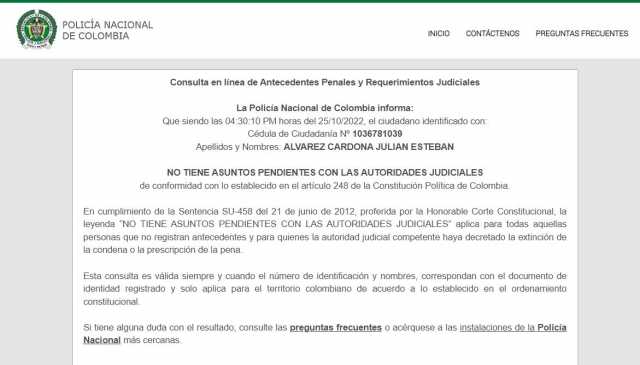 POLICÍA NACIONAL
DE COLOMBIA
INICIO CONTÁCTENOS PREGUNTAS FRECUENTES
Consulta en línea de Antecedentes Penales y Requerimientos Judiciales
La Policía Nacional de Colombia informa:
Que siendo las 04:30:10 PM horas del 25/10/2022, el ciudadano identificado con:
Cédula de Ciudadanía Nº 1036781039
Apellidos y Nombres: ALVAREZ CARDONA JULIAN ESTEBAN
NO TIENE ASUNTOS PENDIENTES CON LAS AUTORIDADES JUDICIALES
de conformidad con lo establecido en el artículo 248 de la Constitución Política de Colombia.
En cumplimiento de la Sentencia SU-458 del 21 de junio de 2012, proferida por la Honorable Corte Constitucional, la
leyenda "NO TIENE ASUNTOS PENDIENTES CON LAS AUTORIDADES JUDICIALES" aplica para todas aquellas
personas que no registran antecedentes y para quienes la autoridad judicial competente haya decretado la extinción de
la condena o la prescripción de la pena.
Esta consulta es válida siempre y cuando el número de identificación y nombres, correspondan con el documento de
identidad registrado y solo aplica para el territorio colombiano de acuerdo a lo establecido en el ordenamiento
constitucional.
Si tiene alguna duda con el resultado, consulte las preguntas frecuentes o acérquese a las instalaciones de la Policía
Nacional más cercanas.